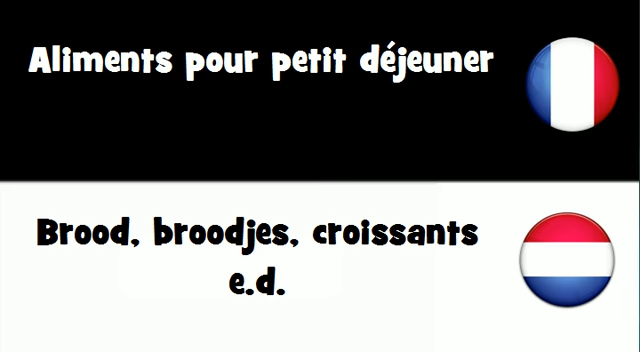 Aliments pour petit déjeuner
Brood, broodjes, croissants
e.d.